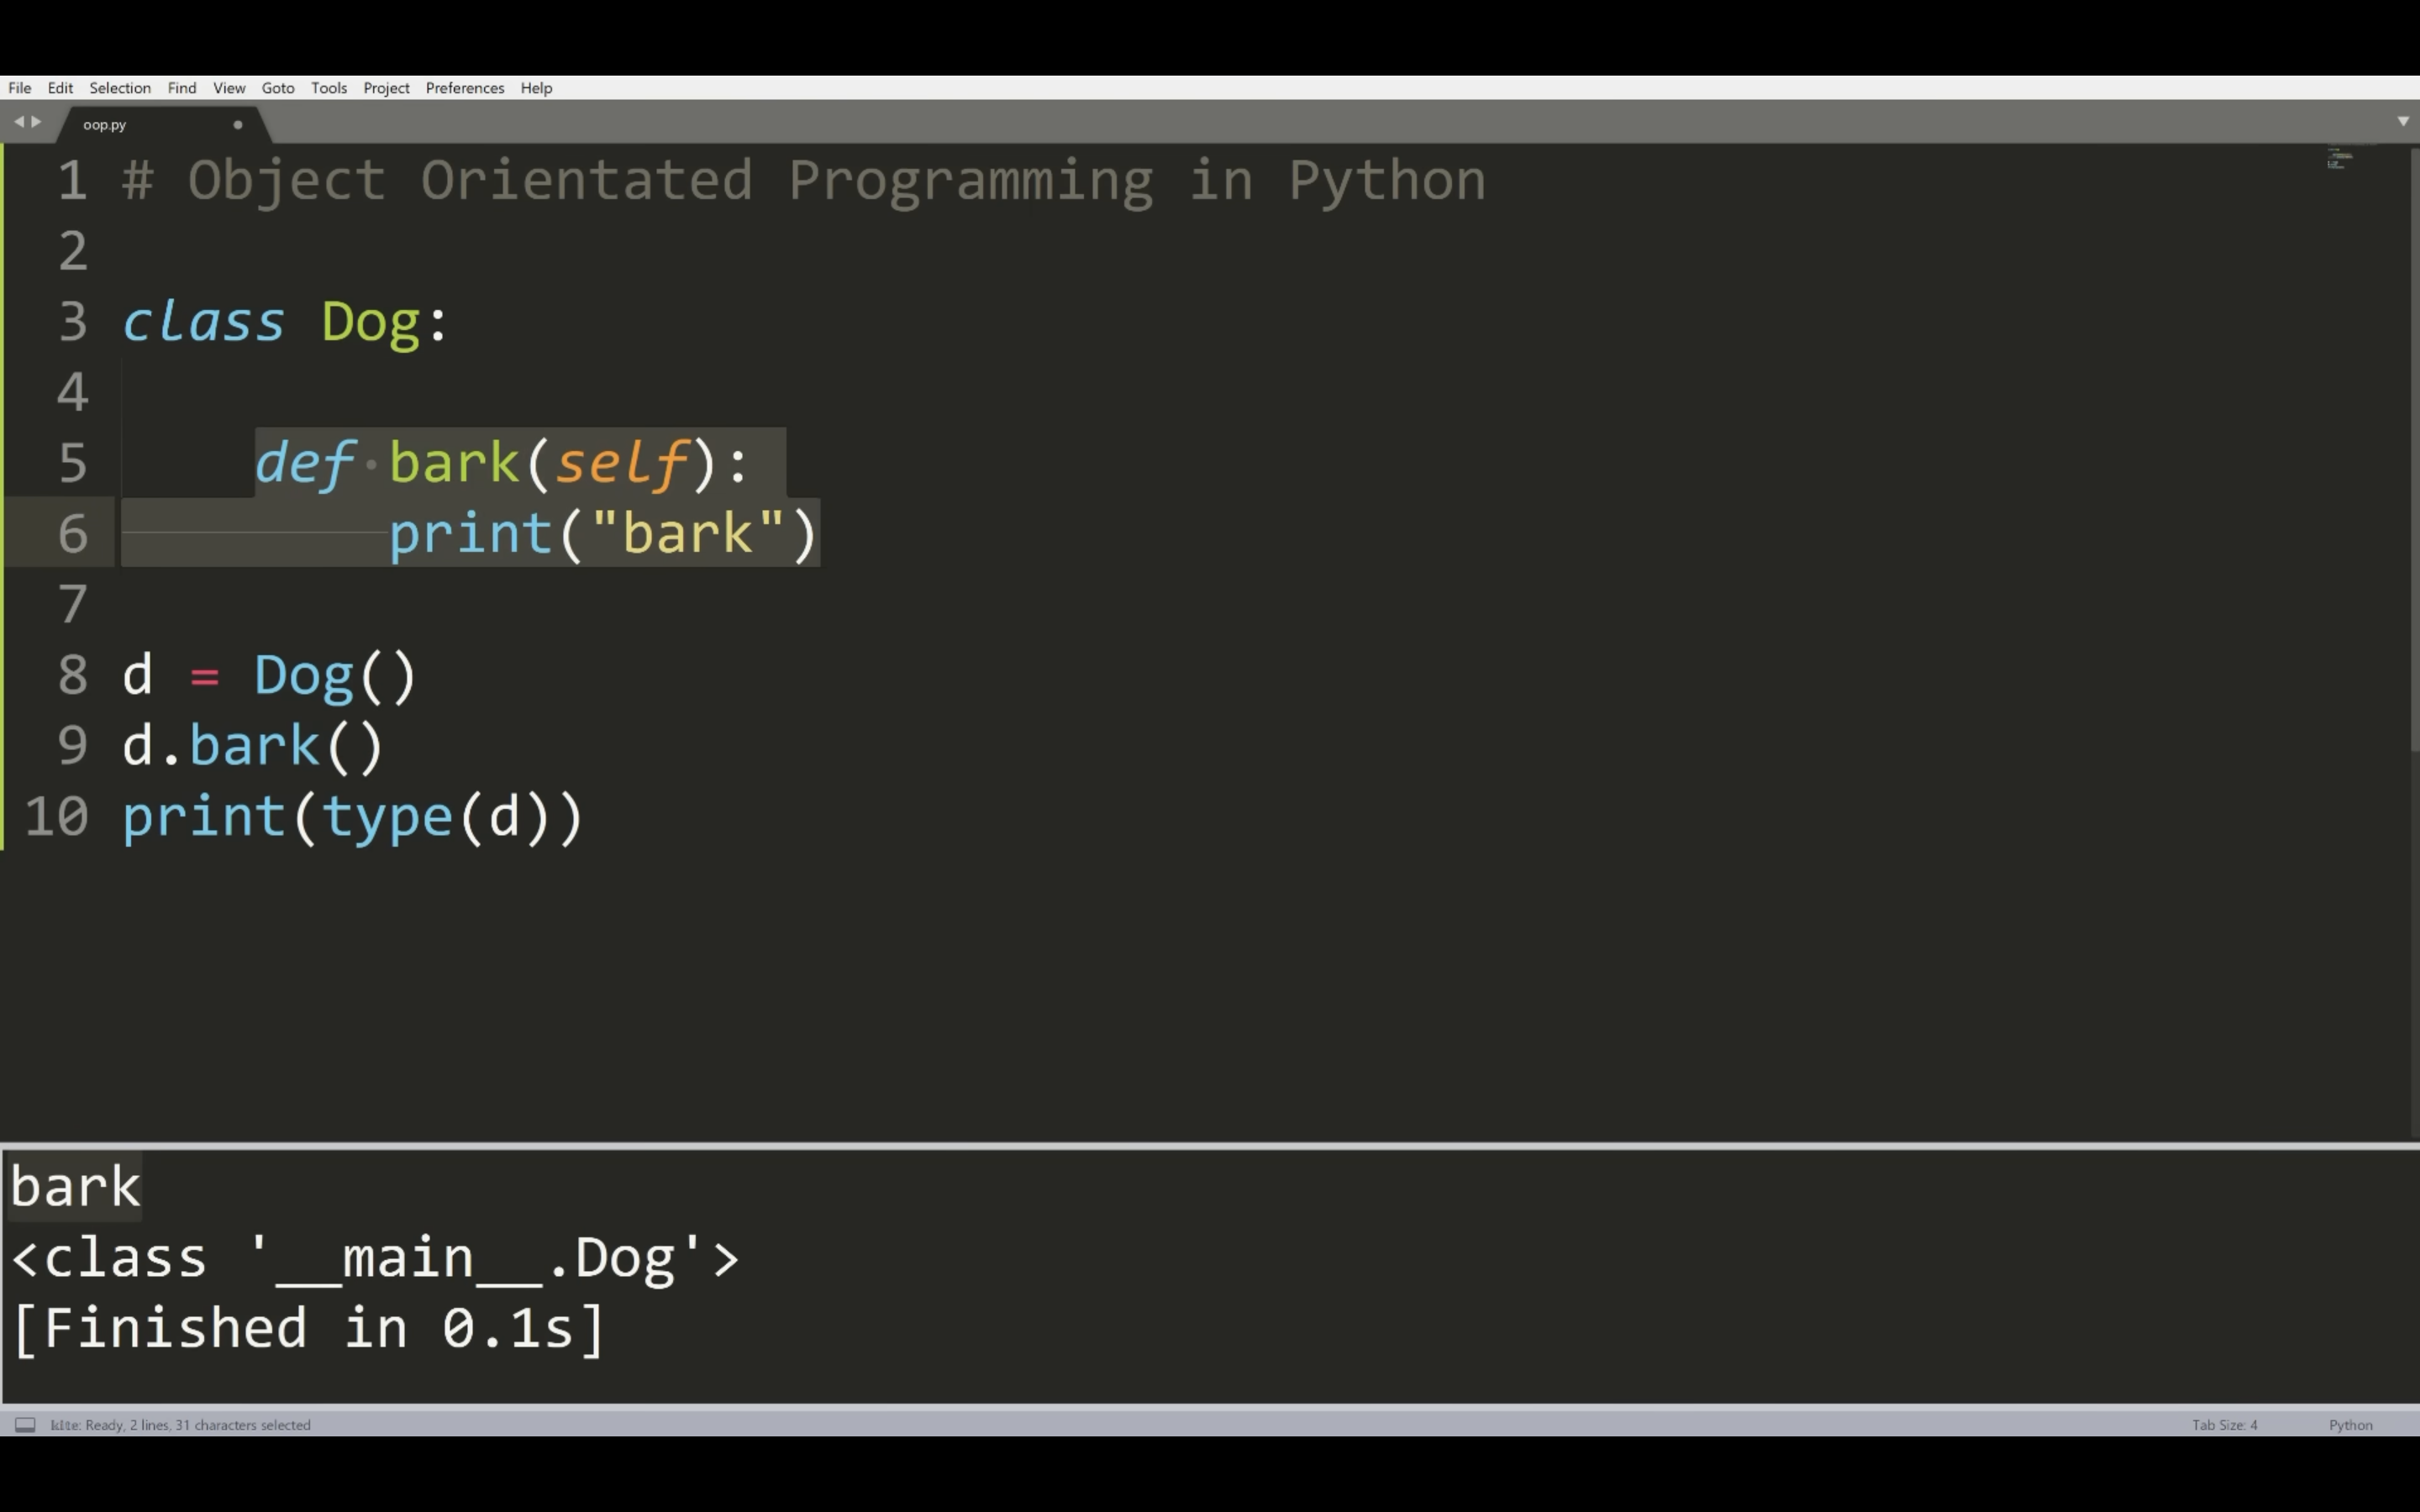 File Edit Selection Find View Goto Tools Project Preferences Help
oop.py
1 # Object Orientated Programming in Python
2
3 class Dog:
4
5     def bark(self):
6         print("bark")
7
8 d = Dog()
9 d.bark()
10 print(type(d))
bark
<class '__main__.Dog'>
[Finished in 0.1s]
Ready, 2 lines, 31 characters selected Tab Size: 4 Python